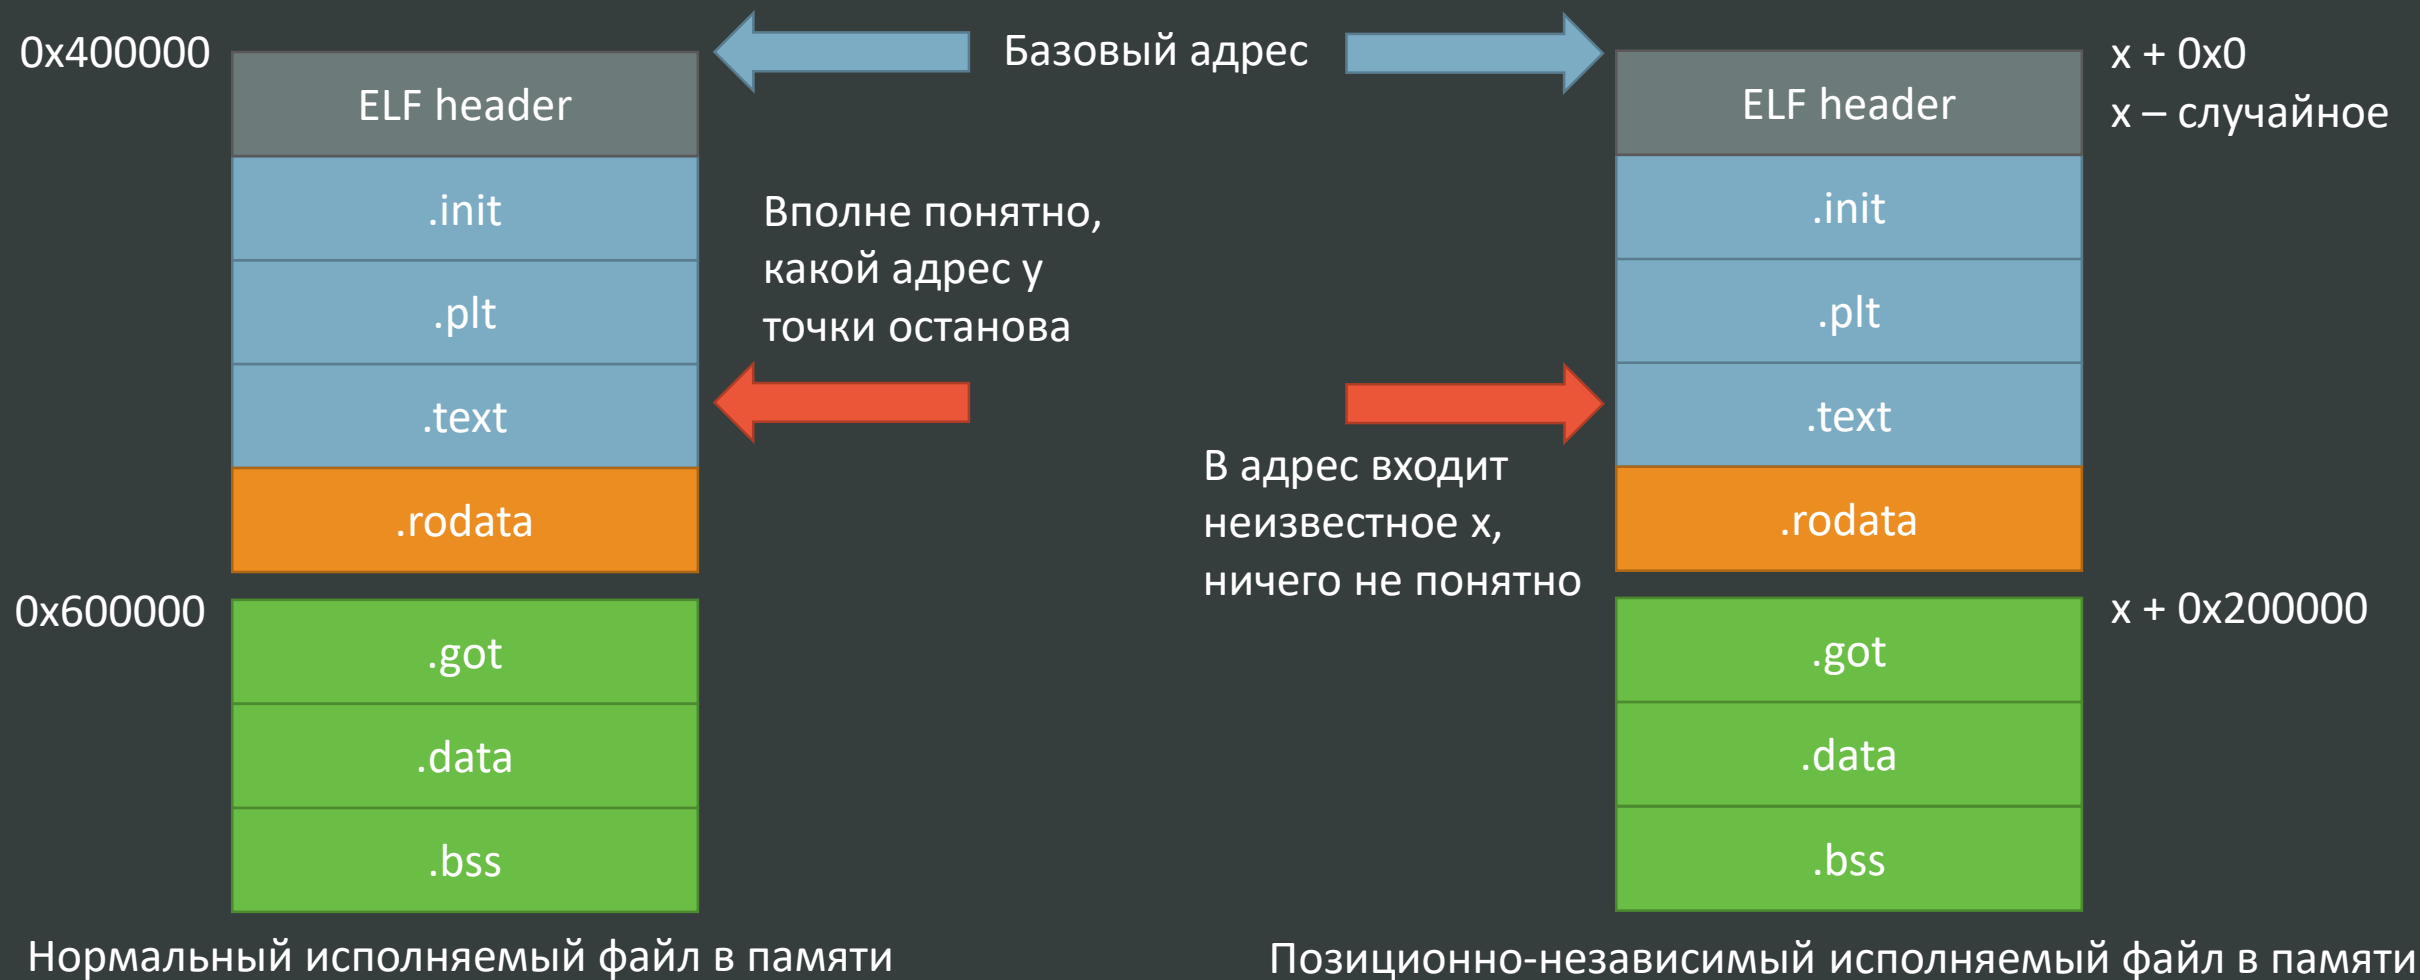 0x400000
ELF header
.init
.plt
.text
.rodata
0x600000
.got
.data
.bss
Нормальный исполняемый файл в памяти
Базовый адрес
Вполне понятно,
какой адрес у
точки останова
В адрес входит
неизвестное x,
ничего не понятно
x + 0x0
x – случайное
ELF header
.init
.plt
.text
.rodata
x + 0x200000
.got
.data
.bss
Позиционно-независимый исполняемый файл в памяти